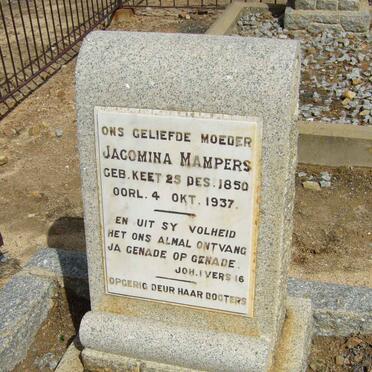 ONS GELIEFDE MOEDER
JACOMINA MAMPERS
GEB. KEET 25 DES. 1850
OORL. 4 OKT. 1937.
EN UIT SY VOLHEID
HET ONS ALMAL ONTVANG
JA GENADE OP GENADE.
JOH. I VERS 16
OPGERIG DEUR HAAR DOGTERS